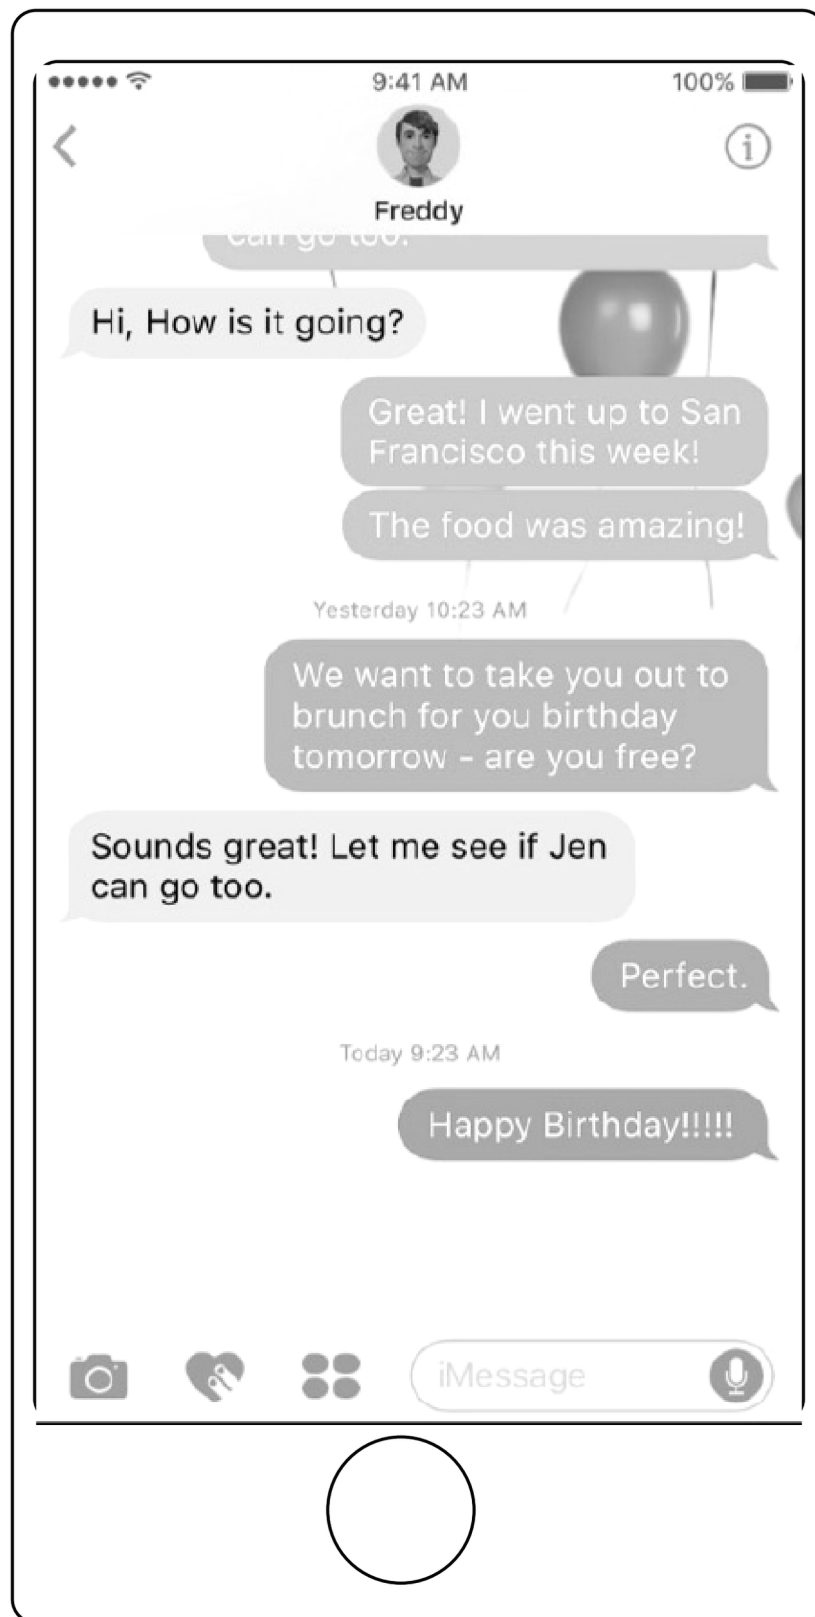 9:41 AM
100%
Freddy
can go too.
Hi, How is it going?
Great! I went up to San
Francisco this week!
The food was amazing!
Yesterday 10:23 AM
We want to take you out to
brunch for you birthday
tomorrow - are you free?
Sounds great! Let me see if Jen
can go too.
Perfect.
Today 9:23 AM
Happy Birthday!!!!!
iMessage